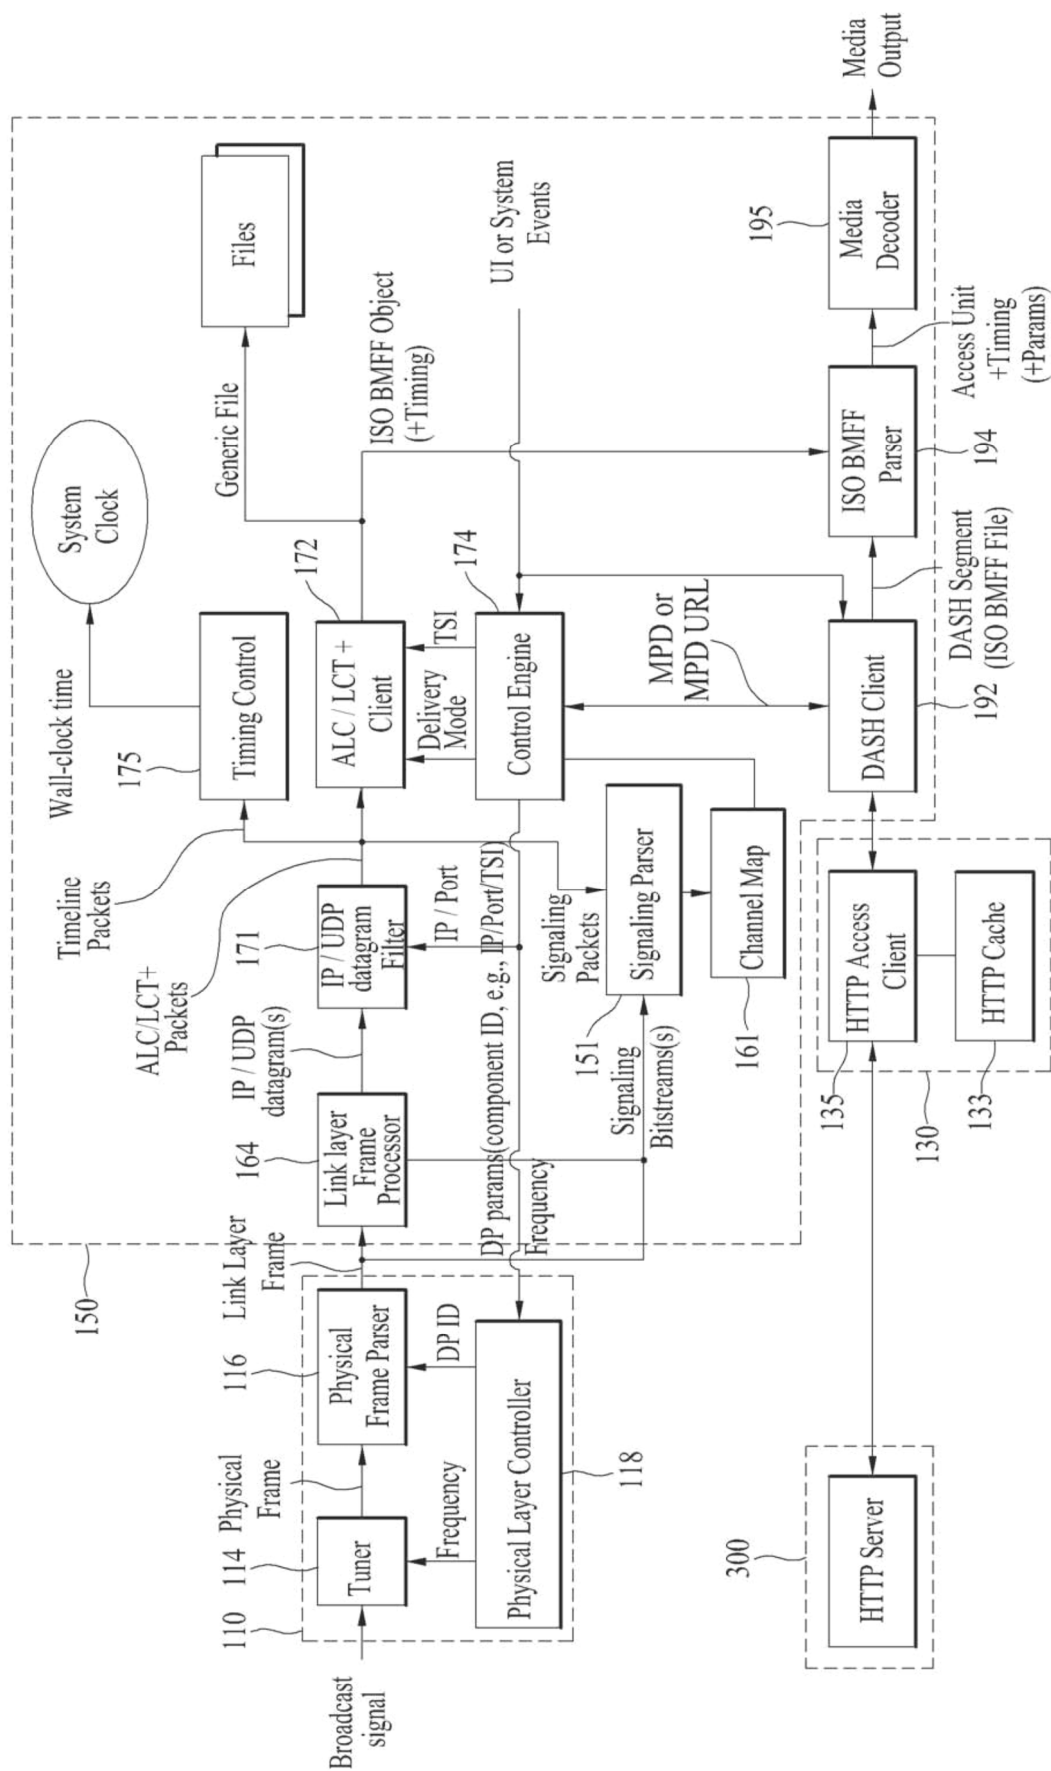 Broadcast
signal
110
114
Tuner
Physical
Frame
116
Physical
Frame Parser
Frequency
DP ID
Physical Layer Controller
118
Link Layer
Frame
150
164
Link layer
Frame
Processor
IP / UDP
datagram(s)
171
IP / UDP
datagram
Filter
ALC/LCT+
Packets
Timeline
Packets
175
Timing Control
Wall-clock time
System
Clock
172
ALC / LCT +
Client
Generic File
Files
ISO BMFF Object
(+Timing)
IP / Port
DP params(component ID, e.g., IP/Port/TSI)
Frequency
Delivery
Mode
TSI
174
Control Engine
UI or System
Events
Signaling
Packets
Signaling
Bitstreams(s)
151
Signaling Parser
161
Channel Map
MPD or
MPD URL
300
HTTP Server
130
135
HTTP Access
Client
133
HTTP Cache
192
DASH Client
DASH Segment
(ISO BMFF File)
194
ISO BMFF
Parser
Access Unit
+Timing
(+Params)
195
Media
Decoder
Media
Output